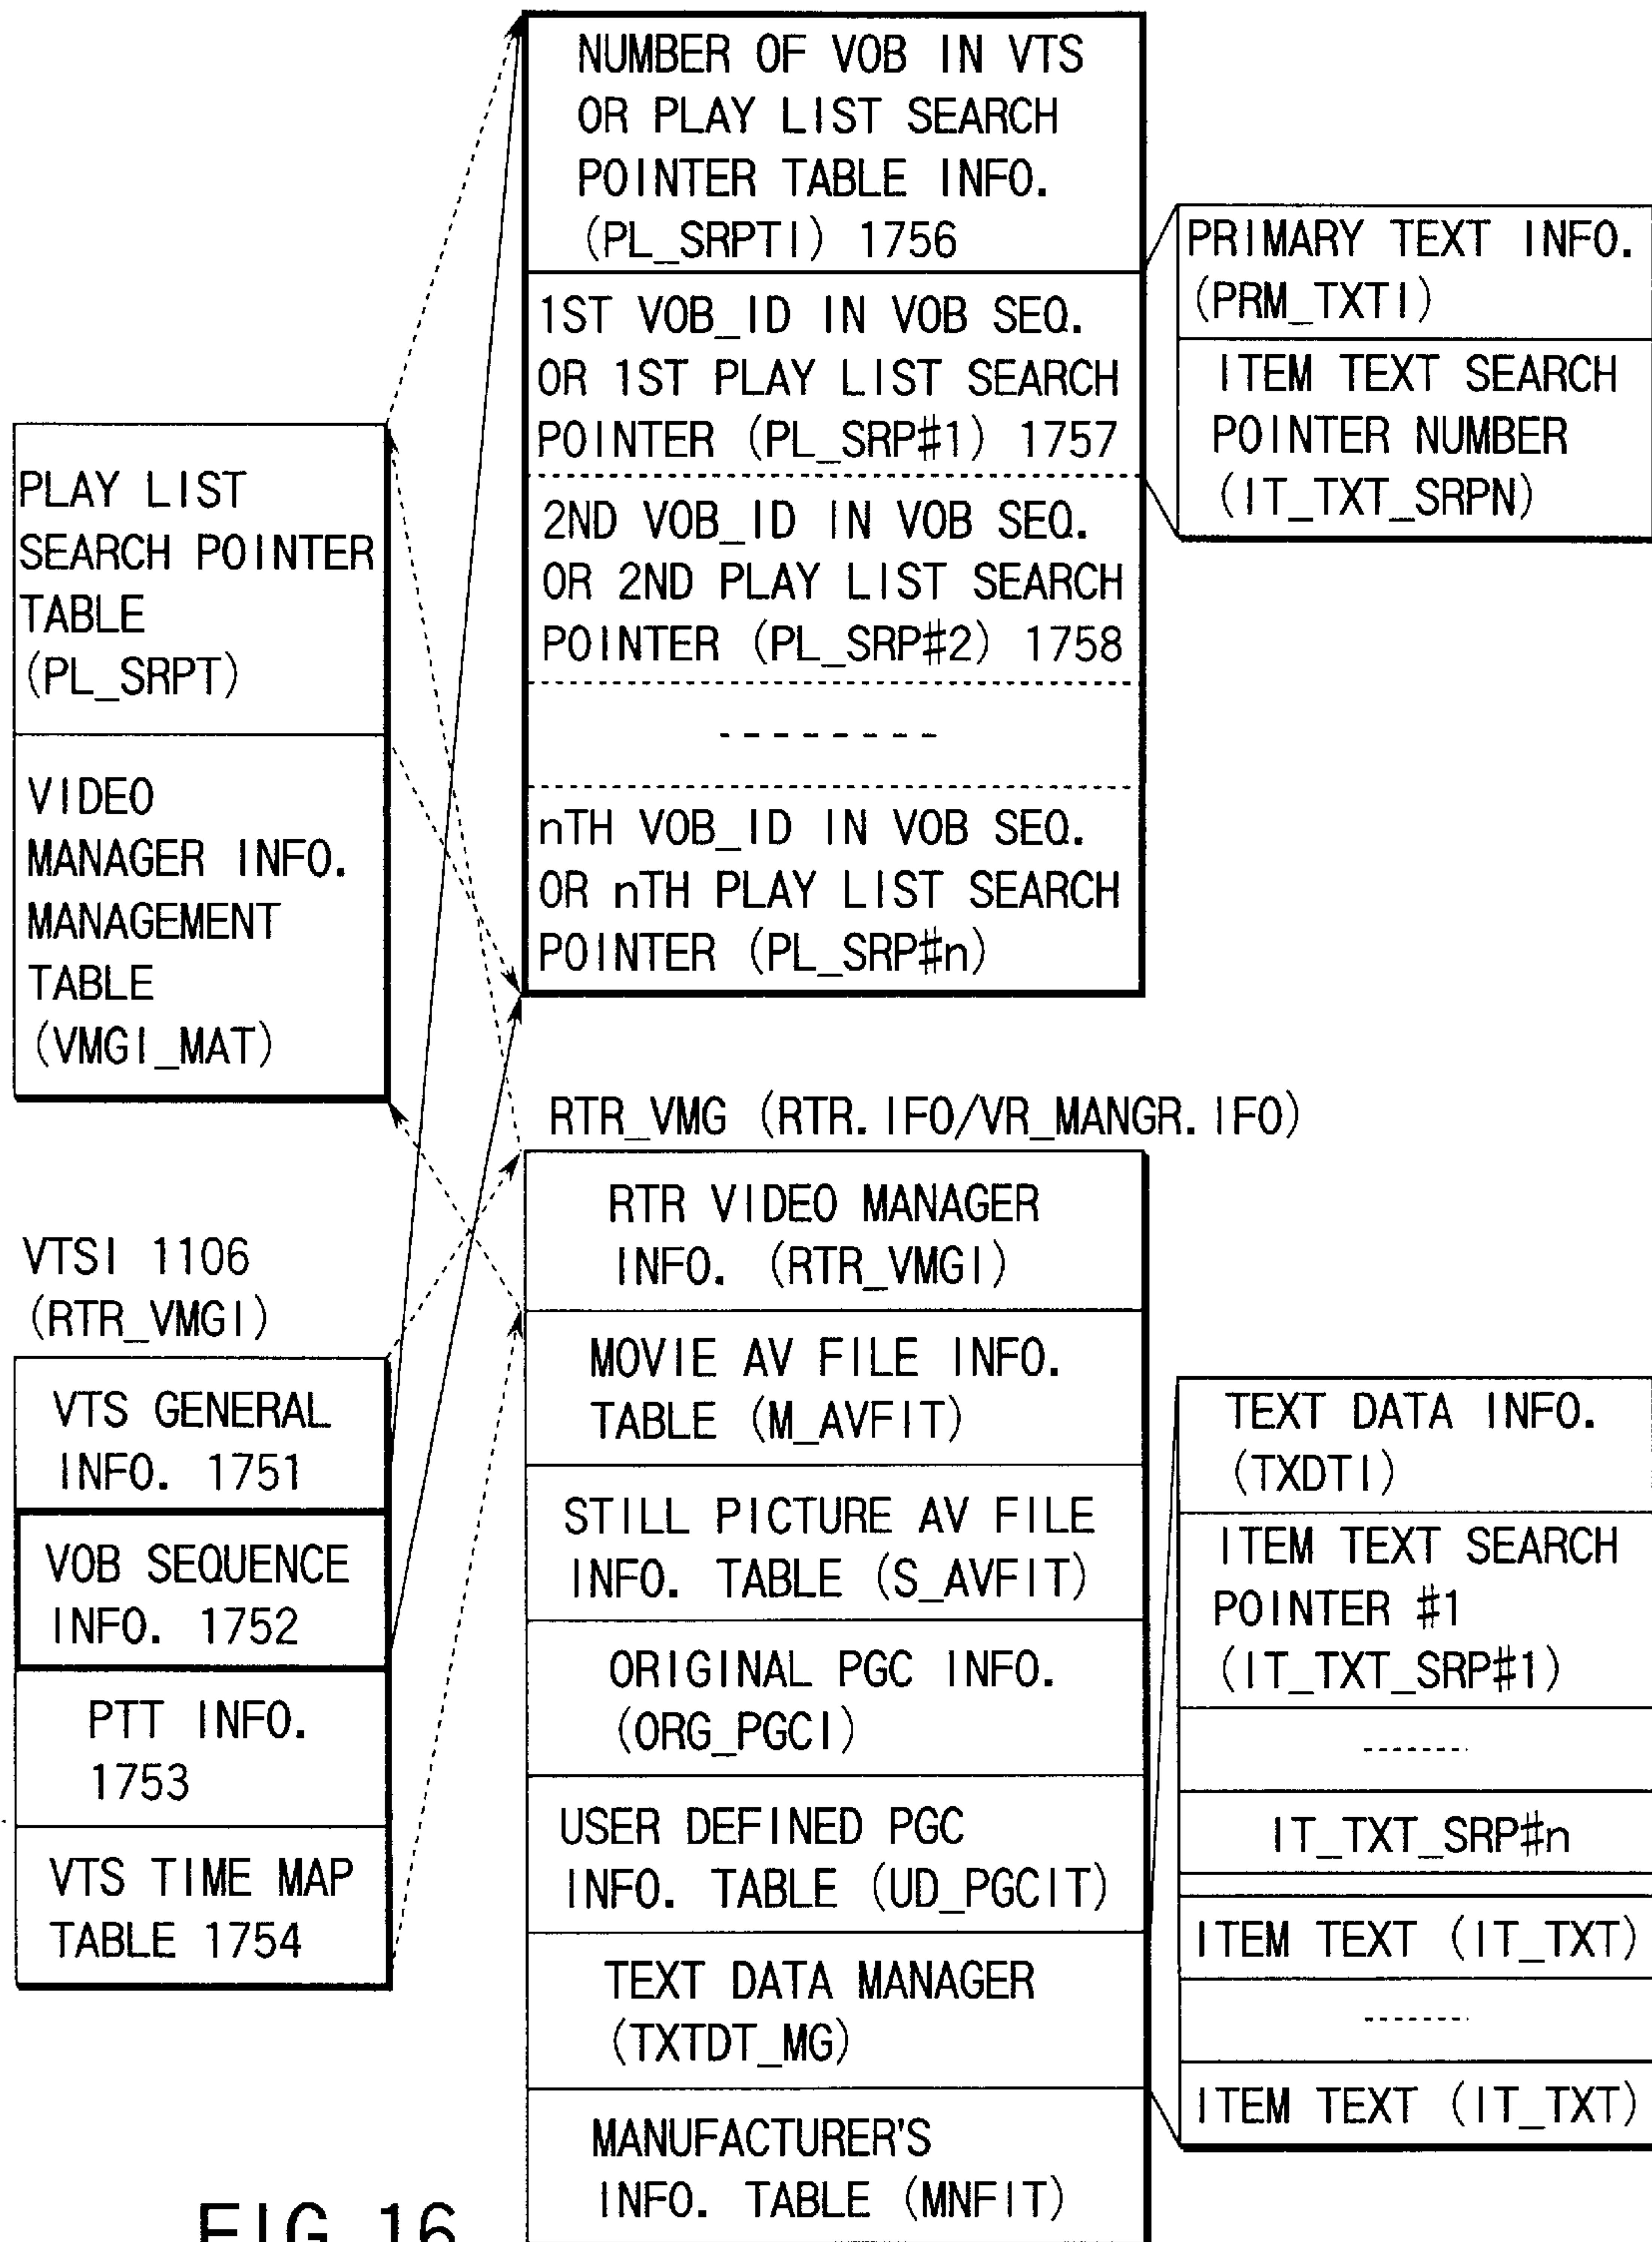 NUMBER OF VOB IN VTS
OR PLAY LIST SEARCH
POINTER TABLE INFO.
(PL_SRPTI) 1756
1ST VOB_ID IN VOB SEQ.
OR 1ST PLAY LIST SEARCH
POINTER (PL_SRP#1) 1757
2ND VOB_ID IN VOB SEQ.
OR 2ND PLAY LIST SEARCH
POINTER (PL_SRP#2) 1758
nTH VOB_ID IN VOB SEQ.
OR nTH PLAY LIST SEARCH
POINTER (PL_SRP#n)
PRIMARY TEXT INFO.
(PRM_TXTI)
ITEM TEXT SEARCH
POINTER NUMBER
(IT_TXT_SRPN)
PLAY LIST
SEARCH POINTER
TABLE
(PL_SRPT)
VIDEO
MANAGER INFO.
MANAGEMENT
TABLE
(VMGI_MAT)
VTSI 1106
(RTR_VMGI)
VTS GENERAL
INFO. 1751
VOB SEQUENCE
INFO. 1752
PTT INFO.
1753
VTS TIME MAP
TABLE 1754
RTR_VMG (RTR.IFO/VR_MANGR.IFO)
RTR VIDEO MANAGER
INFO. (RTR_VMGI)
MOVIE AV FILE INFO.
TABLE (M_AVFIT)
STILL PICTURE AV FILE
INFO. TABLE (S_AVFIT)
ORIGINAL PGC INFO.
(ORG_PGCI)
USER DEFINED PGC
INFO. TABLE (UD_PGCIT)
TEXT DATA MANAGER
(TXTDT_MG)
MANUFACTURER'S
INFO. TABLE (MNFIT)
TEXT DATA INFO.
(TXDTI)
ITEM TEXT SEARCH
POINTER #1
(IT_TXT_SRP#1)
IT_TXT_SRP#n
ITEM TEXT (IT_TXT)
ITEM TEXT (IT_TXT)
FIG. 16